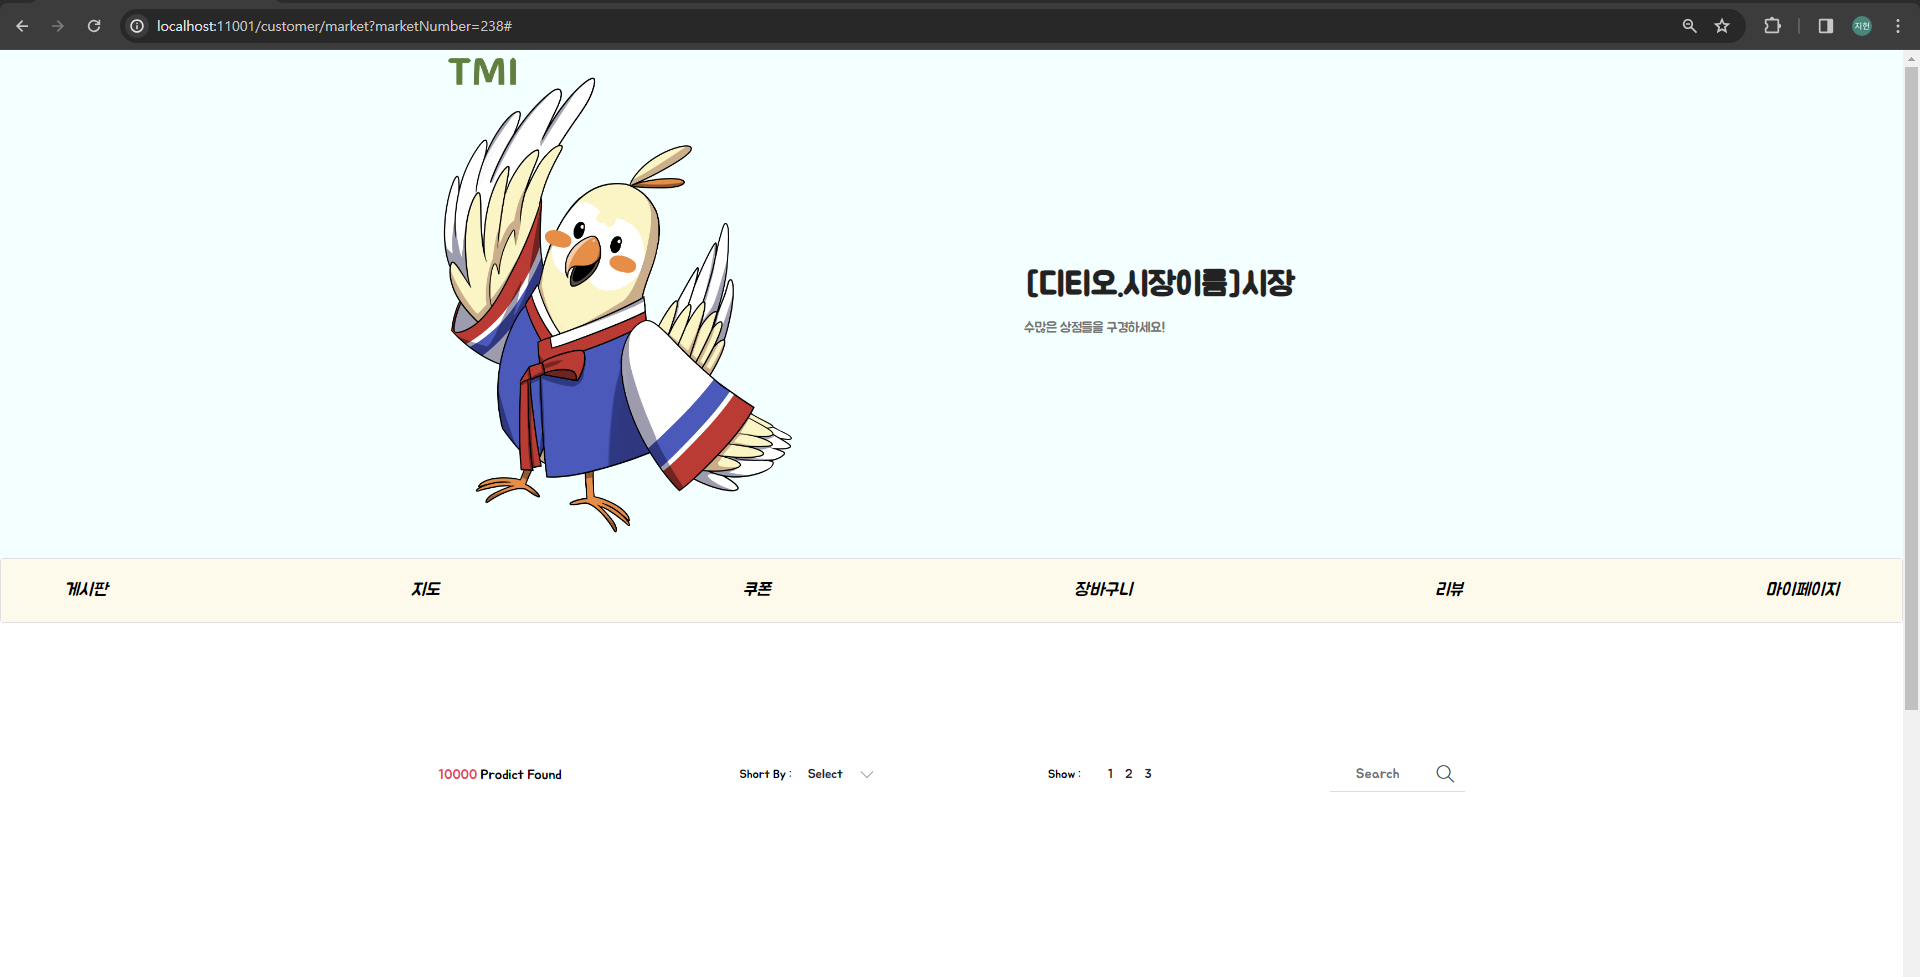 localhost:11001/customer/market?marketNumber=238#
지헌
TMI
[디티오.시장이름]시장
수많은 상점들을 구경하세요!
게시판 지도 쿠폰 장바구니 리뷰 마이페이지
10000 Prodict Found Short By : Select Show : 1 2 3 Search